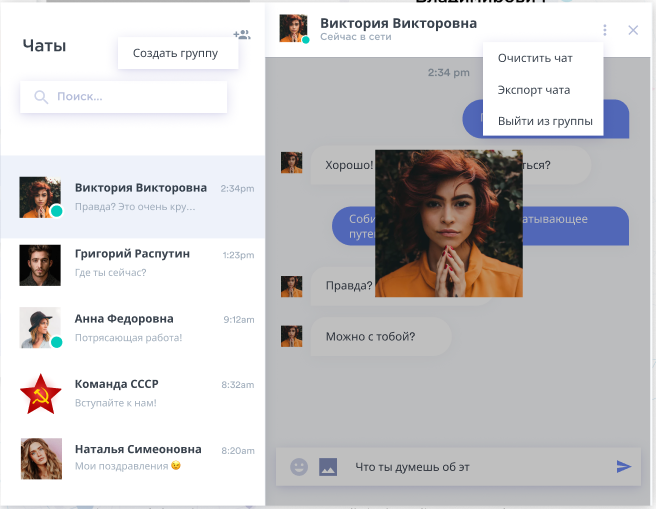 Владимирович
Чаты
Создать группу
Поиск...
Виктория Викторовна
2:34pm
Правда? Это очень кру...
Григорий Распутин
1:23pm
Где ты сейчас?
Анна Федоровна
9:12am
Потрясающая работа!
Команда СССР
8:32am
Вступайте к нам!
Наталья Симеоновна
8:20am
Мои поздравления 😉
Виктория Викторовна
Сейчас в сети
Очистить чат
Экспорт чата
Выйти из группы
2:34 pm
Хорошо! ться?
Соби атывающее
путе
Правда?
Можно с тобой?
Что ты думешь об эт